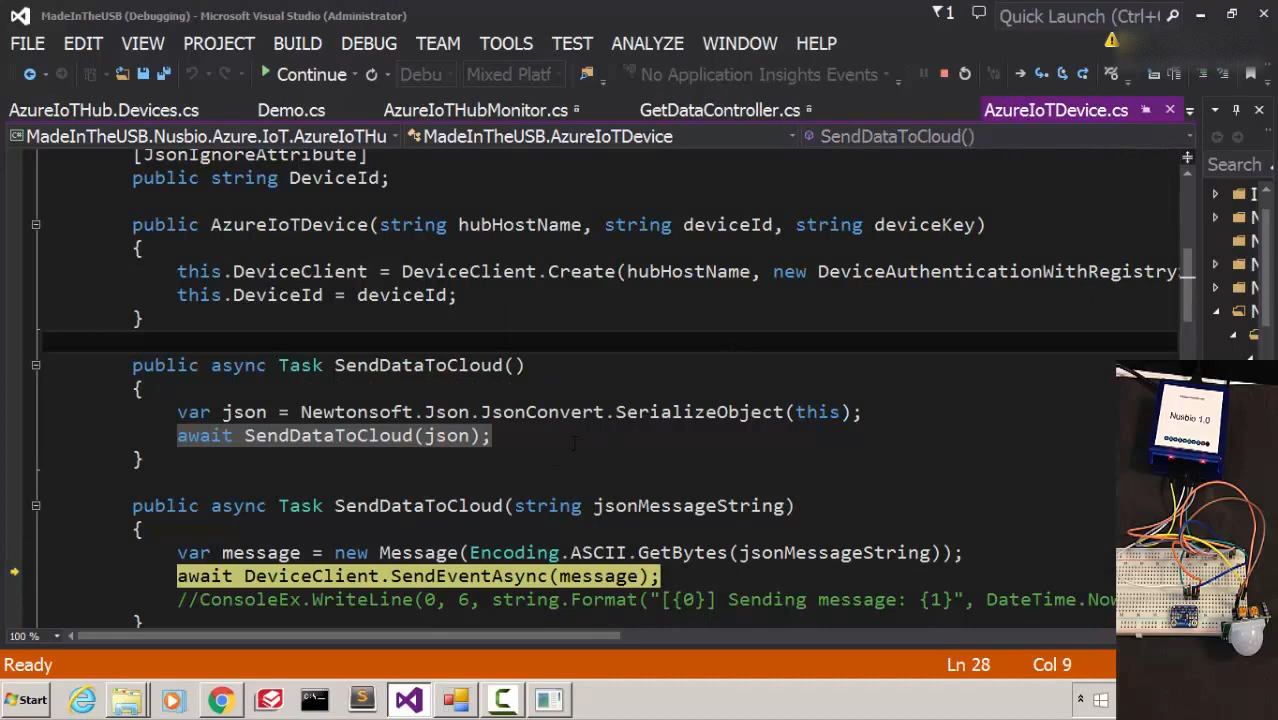 MadeInTheUSB (Debugging) - Microsoft Visual Studio (Administrator)
1
Quick Launch (Ctrl+
FILE EDIT VIEW PROJECT BUILD DEBUG TEAM TOOLS TEST ANALYZE WINDOW HELP
Continue Debu Mixed Platf No Application Insights Events
AzureIoTHub.Devices.cs Demo.cs AzureIoTHubMonitor.cs GetDataController.cs AzureIoTDevice.cs
MadeInTheUSB.Nusbio.Azure.IoT.AzureIoTHu MadeInTheUSB.AzureIoTDevice SendDataToCloud()
Search
[JsonIgnoreAttribute]
public string DeviceId;
public AzureIoTDevice(string hubHostName, string deviceId, string deviceKey)
{
this.DeviceClient = DeviceClient.Create(hubHostName, new DeviceAuthenticationWithRegistry
this.DeviceId = deviceId;
}
public async Task SendDataToCloud()
{
var json = Newtonsoft.Json.JsonConvert.SerializeObject(this);
await SendDataToCloud(json);
}
public async Task SendDataToCloud(string jsonMessageString)
{
var message = new Message(Encoding.ASCII.GetBytes(jsonMessageString));
await DeviceClient.SendEventAsync(message);
//ConsoleEx.WriteLine(0, 6, string.Format("[{0}] Sending message: {1}", DateTime.Now
}
Nusbio 1.0
100 %
Ready Ln 28 Col 9
Start